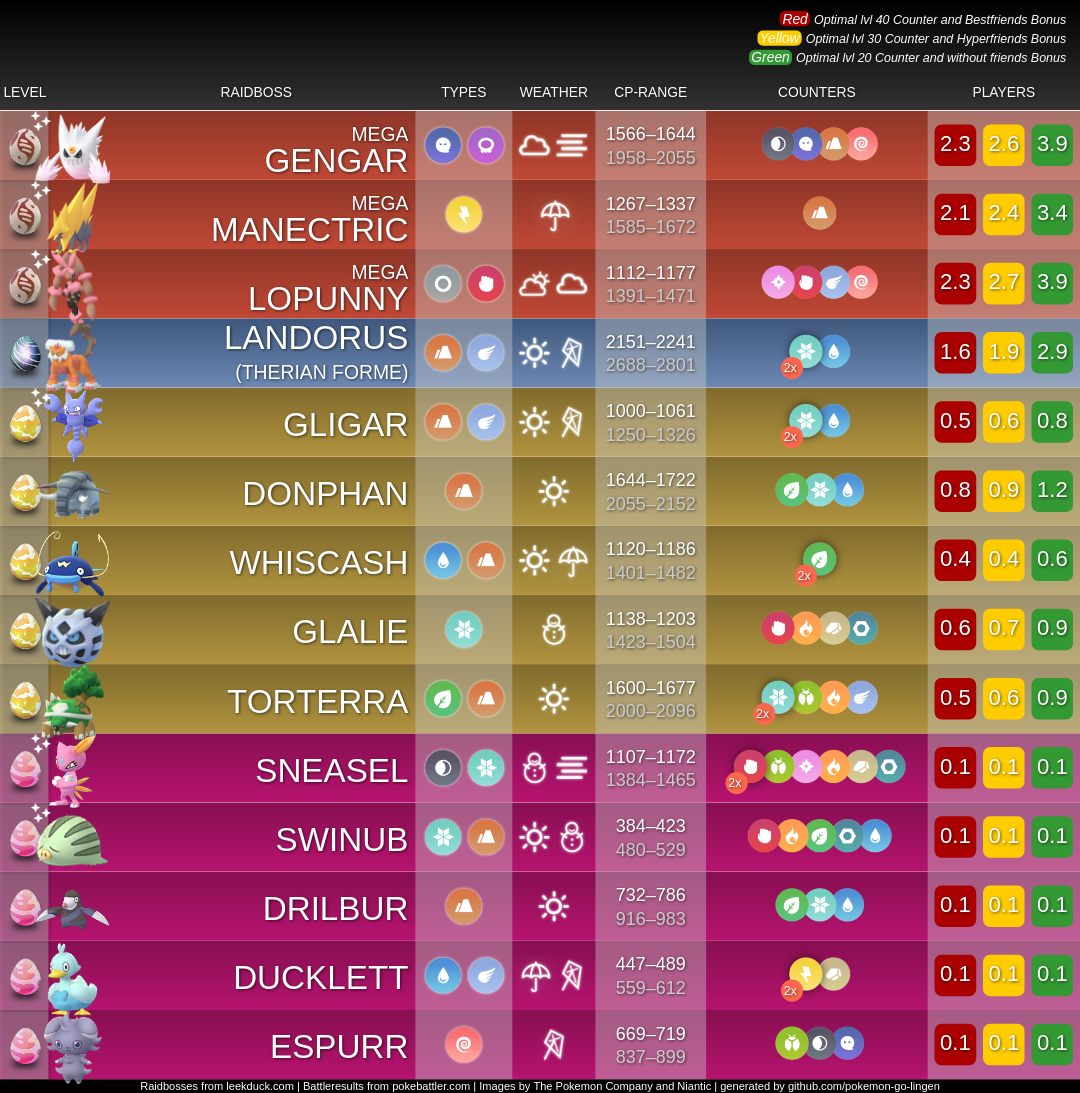 Red Optimal lvl 40 Counter and Bestfriends Bonus
Yellow Optimal lvl 30 Counter and Hyperfriends Bonus
Green Optimal lvl 20 Counter and without friends Bonus
LEVEL RAIDBOSS TYPES WEATHER CP-RANGE COUNTERS PLAYERS
MEGA
GENGAR
1566–1644
1958–2055
2.3 2.6 3.9
MEGA
MANECTRIC
1267–1337
1585–1672
2.1 2.4 3.4
MEGA
LOPUNNY
1112–1177
1391–1471
2.3 2.7 3.9
LANDORUS
(THERIAN FORME)
2151–2241
2688–2801
2x
1.6 1.9 2.9
GLIGAR
1000–1061
1250–1326
2x
0.5 0.6 0.8
DONPHAN
1644–1722
2055–2152
0.8 0.9 1.2
WHISCASH
1120–1186
1401–1482
2x
0.4 0.4 0.6
GLALIE
1138–1203
1423–1504
0.6 0.7 0.9
TORTERRA
1600–1677
2000–2096
2x
0.5 0.6 0.9
SNEASEL
1107–1172
1384–1465
2x
0.1 0.1 0.1
SWINUB
384–423
480–529
0.1 0.1 0.1
DRILBUR
732–786
916–983
0.1 0.1 0.1
DUCKLETT
447–489
559–612
2x
0.1 0.1 0.1
ESPURR
669–719
837–899
0.1 0.1 0.1
Raidbosses from leekduck.com | Battleresults from pokebattler.com | Images by The Pokemon Company and Niantic | generated by github.com/pokemon-go-lingen